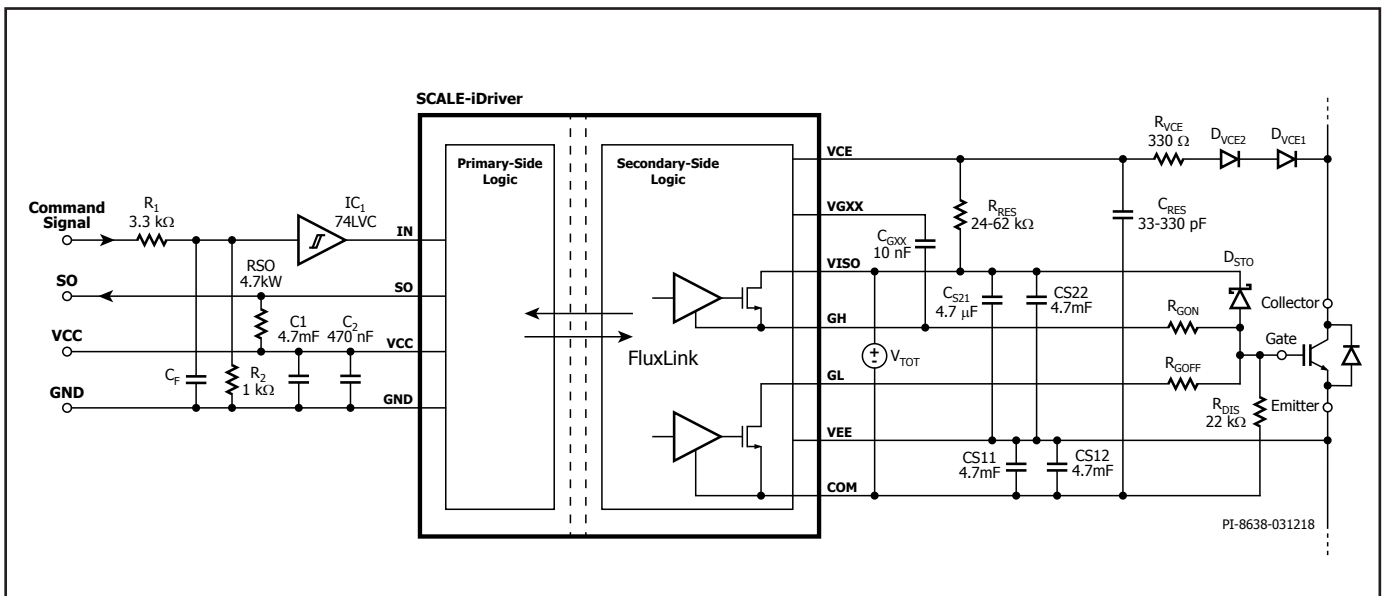 SCALE-iDriver
Primary-Side
Logic
Secondary-Side
Logic
FluxLink
Command
Signal
R1
3.3 kΩ
IC1
74LVC
IN
SO
RSO
4.7kW
SO
VCC
C1
4.7mF
C2
470 nF
VCC
GND
CF
R2
1 kΩ
GND
VCE
VGXX
VISO
GH
GL
VEE
COM
RVCE
330 Ω
DVCE2
DVCE1
RRES
24-62 kΩ
CRES
33-330 pF
CGXX
10 nF
DSTO
CS21
4.7 μF
CS22
4.7mF
Collector
RGON
Gate
VTOT
RGOFF
RDIS
22 kΩ
Emitter
CS11
4.7mF
CS12
4.7mF
PI-8638-031218